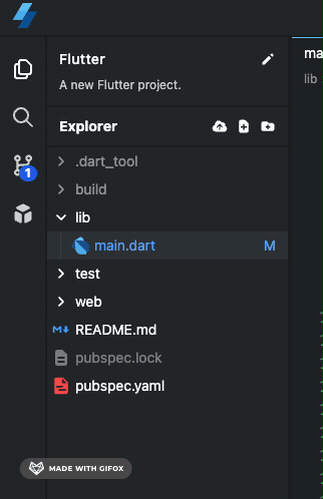 Flutter
A new Flutter project.
Explorer
.dart_tool
build
lib
main.dart M
test
web
README.md
pubspec.lock
pubspec.yaml
1
ma
lib
MADE WITH GIFOX